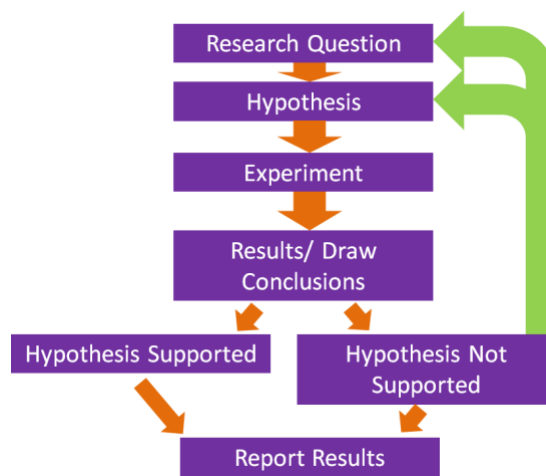 Research Question
Hypothesis
Experiment
Results/ Draw
Conclusions
Hypothesis Supported
Hypothesis Not
Supported
Report Results